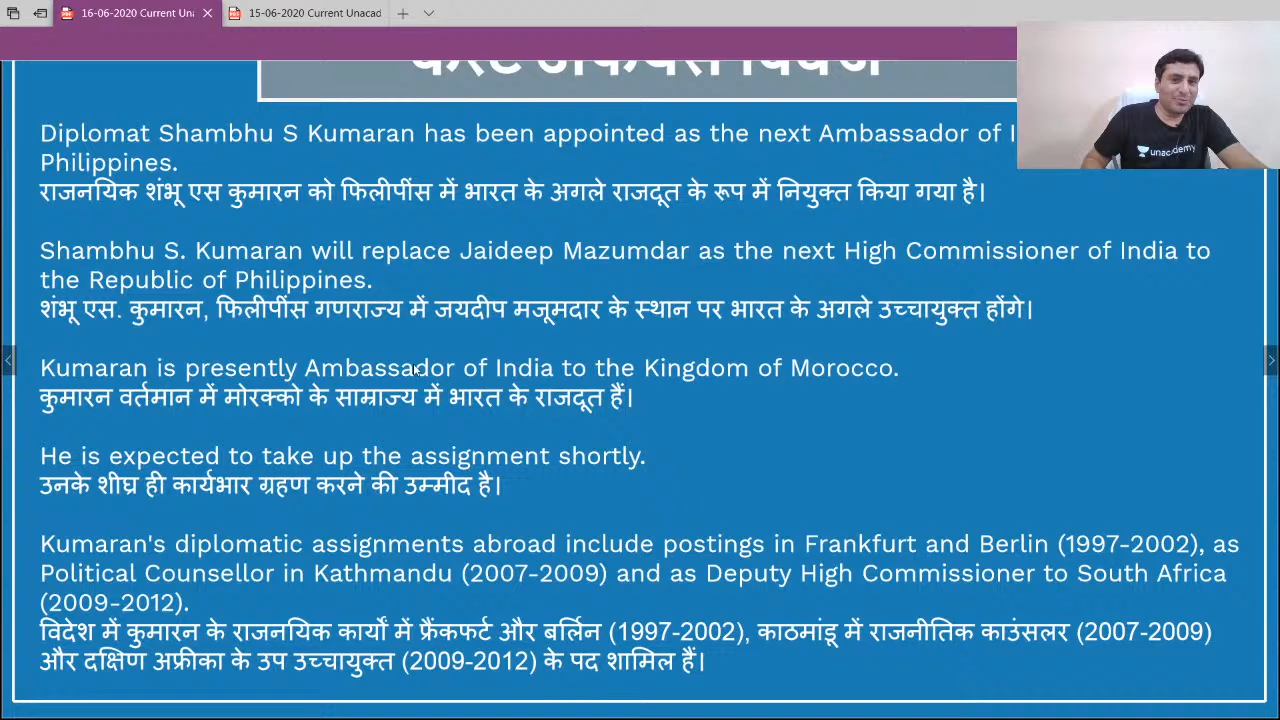 16-06-2020 Current Una
15-06-2020 Current Unacad
करेंट अफेयर्स
Diplomat Shambhu S Kumaran has been appointed as the next Ambassador of
Philippines.
राजनयिक शंभू एस कुमारन को फिलीपींस में भारत के अगले राजदूत के रूप में नियुक्त किया गया है।
Shambhu S. Kumaran will replace Jaideep Mazumdar as the next High Commissioner of India to
the Republic of Philippines.
शंभू एस. कुमारन, फिलीपींस गणराज्य में जयदीप मजूमदार के स्थान पर भारत के अगले उच्चायुक्त होंगे।
Kumaran is presently Ambassador of India to the Kingdom of Morocco.
कुमारन वर्तमान में मोरक्को के साम्राज्य में भारत के राजदूत हैं।
He is expected to take up the assignment shortly.
उनके शीघ्र ही कार्यभार ग्रहण करने की उम्मीद है।
Kumaran's diplomatic assignments abroad include postings in Frankfurt and Berlin (1997-2002), as
Political Counsellor in Kathmandu (2007-2009) and as Deputy High Commissioner to South Africa
(2009-2012).
विदेश में कुमारन के राजनयिक कार्यों में फ्रैंकफर्ट और बर्लिन (1997-2002), काठमांडू में राजनीतिक काउंसलर (2007-2009)
और दक्षिण अफ्रीका के उप उच्चायुक्त (2009-2012) के पद शामिल हैं।
unacademy